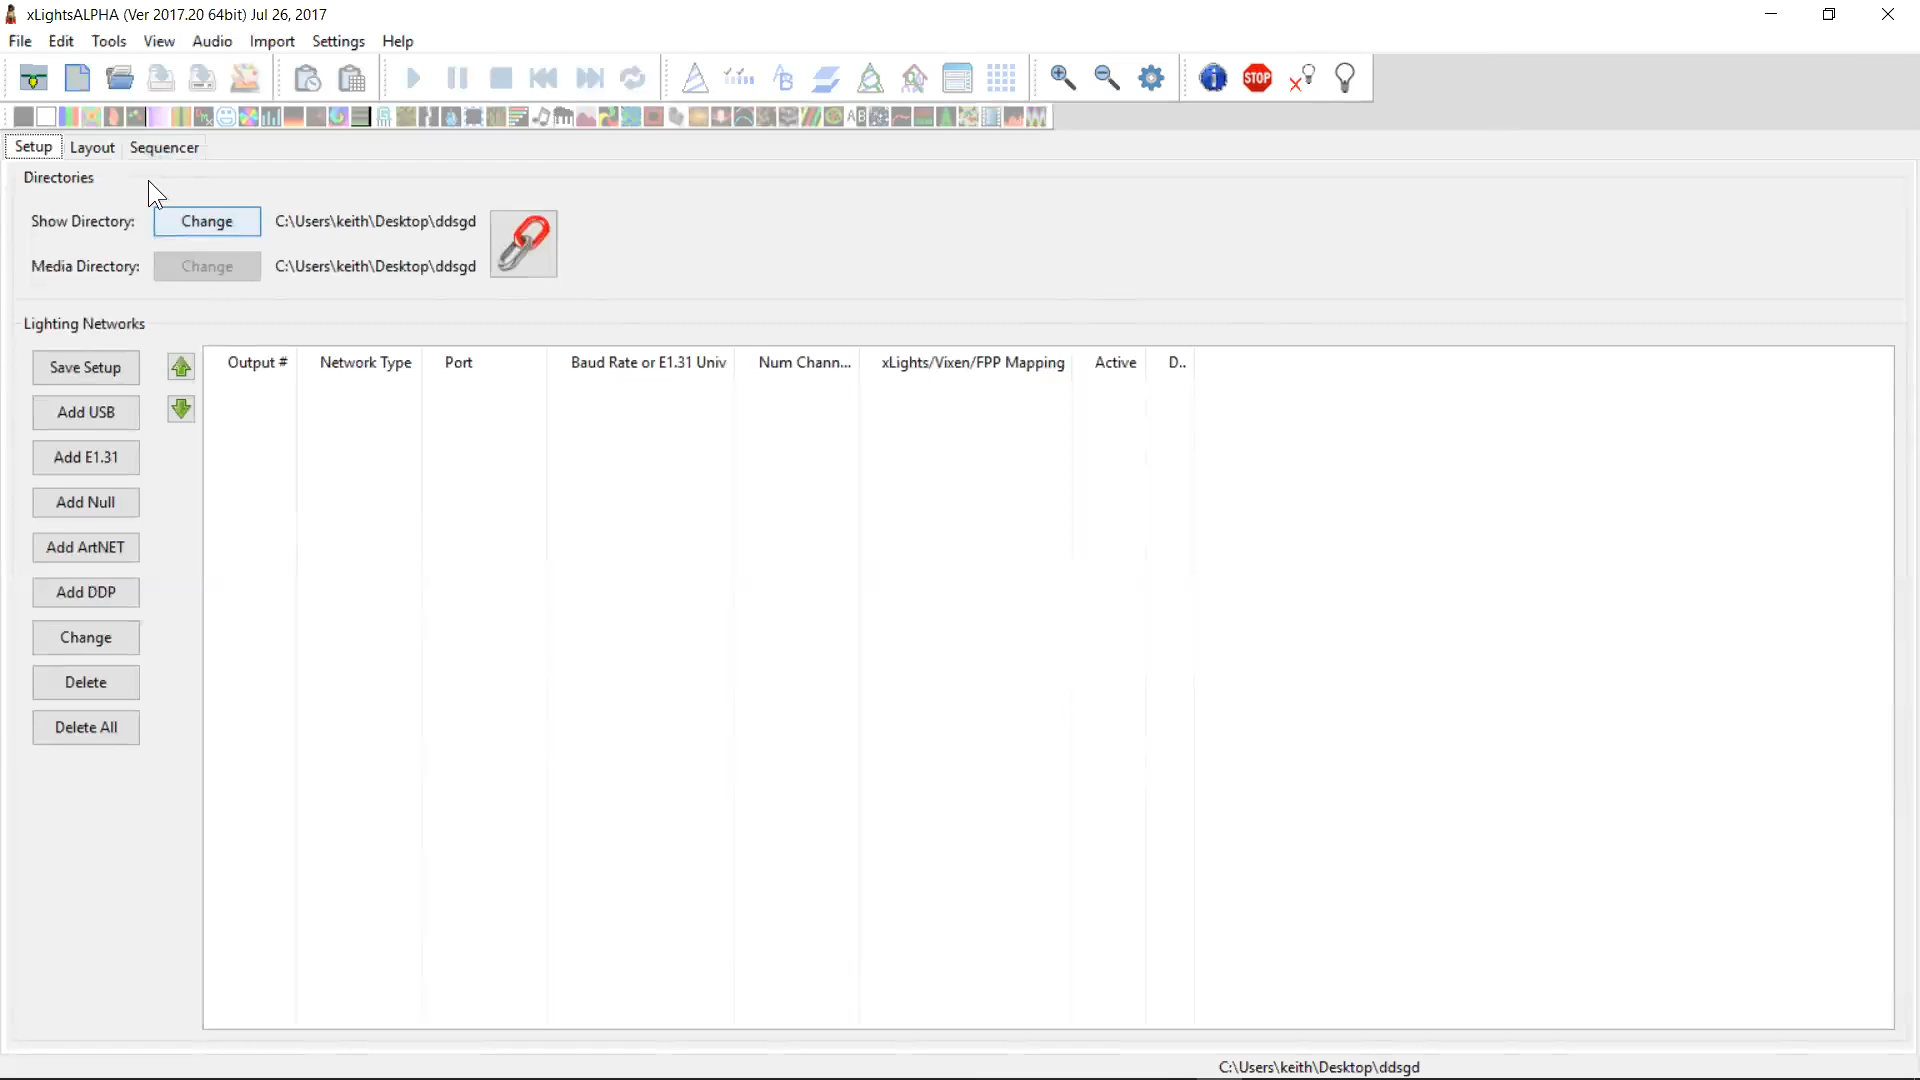 xLightsALPHA (Ver 2017.20 64bit) Jul 26, 2017
File Edit Tools View Audio Import Settings Help
STOP
Setup Layout Sequencer
Directories
Show Directory: Change C:\Users\keith\Desktop\ddsgd
Media Directory: Change C:\Users\keith\Desktop\ddsgd
Lighting Networks
Output # Network Type Port Baud Rate or E1.31 Univ Num Chann... xLights/Vixen/FPP Mapping Active D..
Save Setup
Add USB
Add E1.31
Add Null
Add ArtNET
Add DDP
Change
Delete
Delete All
C:\Users\keith\Desktop\ddsgd